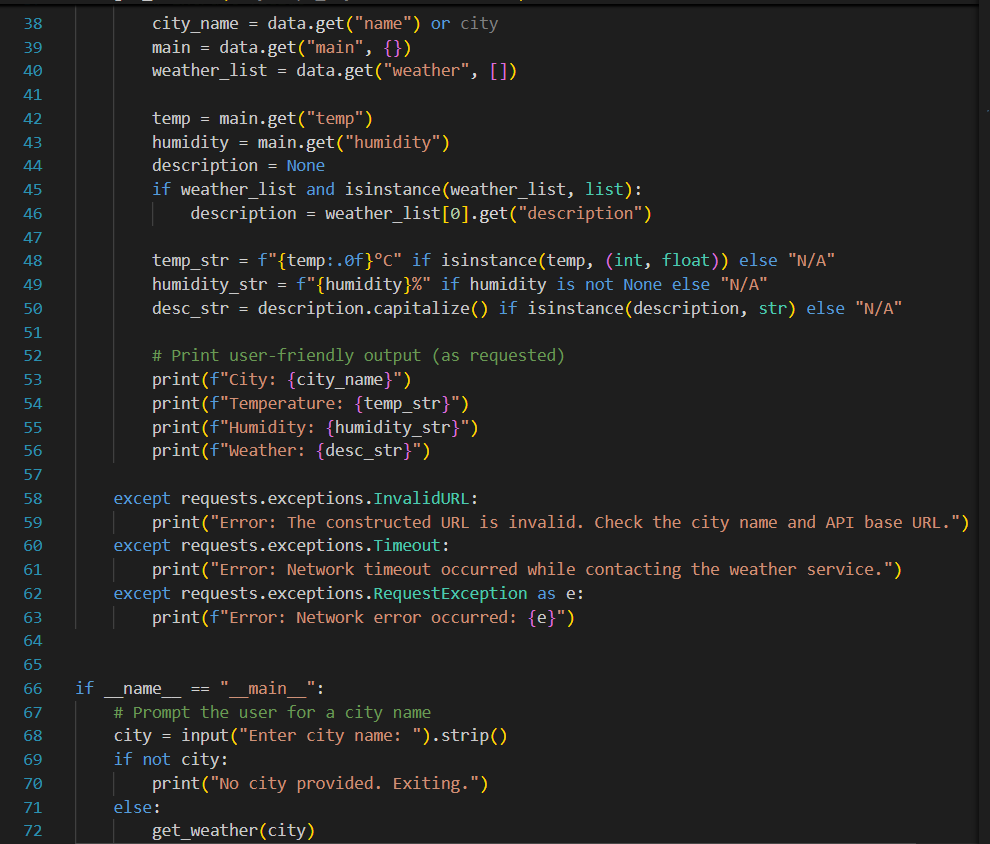 38 city_name = data.get("name") or city
39 main = data.get("main", {})
40 weather_list = data.get("weather", [])
41
42 temp = main.get("temp")
43 humidity = main.get("humidity")
44 description = None
45 if weather_list and isinstance(weather_list, list):
46 description = weather_list[0].get("description")
47
48 temp_str = f"{temp:.0f}°C" if isinstance(temp, (int, float)) else "N/A"
49 humidity_str = f"{humidity}%" if humidity is not None else "N/A"
50 desc_str = description.capitalize() if isinstance(description, str) else "N/A"
51
52 # Print user-friendly output (as requested)
53 print(f"City: {city_name}")
54 print(f"Temperature: {temp_str}")
55 print(f"Humidity: {humidity_str}")
56 print(f"Weather: {desc_str}")
57
58 except requests.exceptions.InvalidURL:
59 print("Error: The constructed URL is invalid. Check the city name and API base URL.")
60 except requests.exceptions.Timeout:
61 print("Error: Network timeout occurred while contacting the weather service.")
62 except requests.exceptions.RequestException as e:
63 print(f"Error: Network error occurred: {e}")
64
65
66 if __name__ == "__main__":
67 # Prompt the user for a city name
68 city = input("Enter city name: ").strip()
69 if not city:
70 print("No city provided. Exiting.")
71 else:
72 get_weather(city)